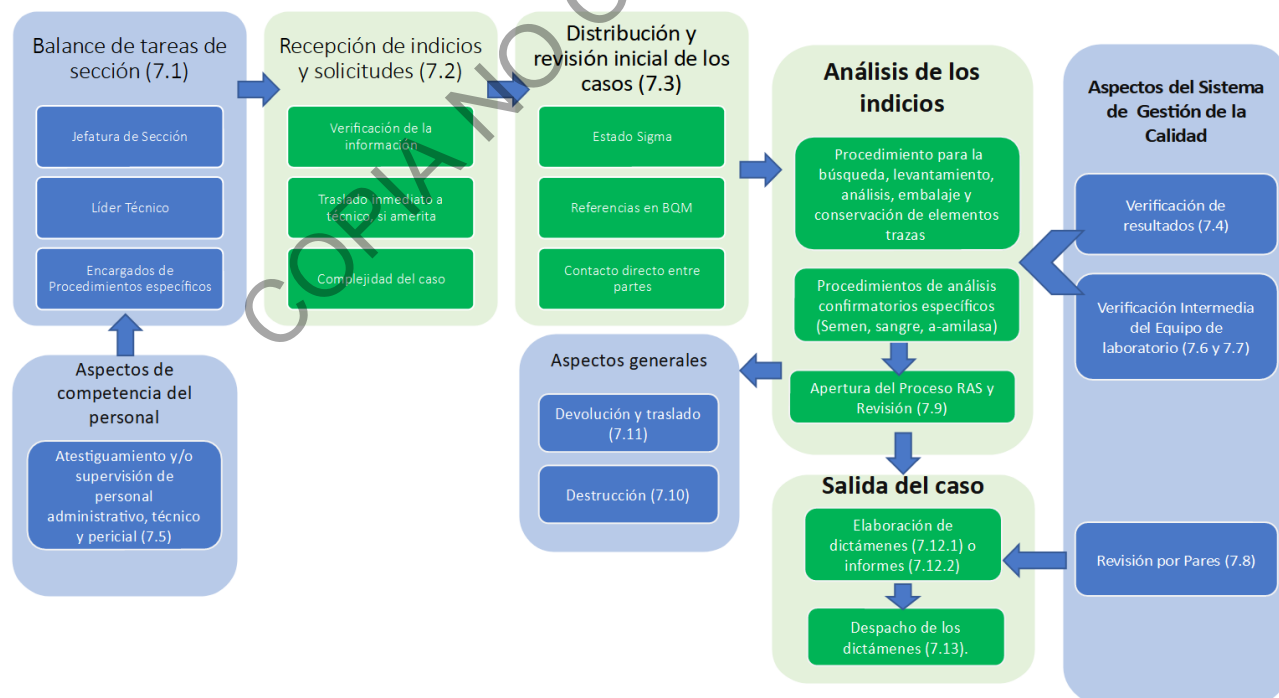 Balance de tareas de
sección (7.1)
Jefatura de Sección
Líder Técnico
Encargados de
Procedimientos específicos
Aspectos de
competencia del
personal
Atestiguamiento y/o
supervisión de
personal
administrativo, técnico
y pericial (7.5)
Recepción de indicios
y solicitudes (7.2)
Verificación de la
información
Traslado inmediato a
técnico, si amerita
Complejidad del caso
Distribución y
revisión inicial de los
casos (7.3)
Estado Sigma
Referencias en BQM
Contacto directo entre
partes
Aspectos generales
Devolución y traslado
(7.11)
Destrucción (7.10)
Análisis de los
indicios
Procedimiento para la
búsqueda, levantamiento,
análisis, embalaje y
conservación de elementos
trazas
Procedimientos de análisis
confirmatorios específicos
(Semen, sangre, a-amilasa)
Apertura del Proceso RAS y
Revisión (7.9)
Salida del caso
Elaboración de
dictámenes (7.12.1) o
informes (7.12.2)
Despacho de los
dictámenes (7.13).
Aspectos del Sistema
de Gestión de la
Calidad
Verificación de
resultados (7.4)
Verificación Intermedia
del Equipo de
laboratorio (7.6 y 7.7)
Revisión por Pares (7.8)
COPIA NO